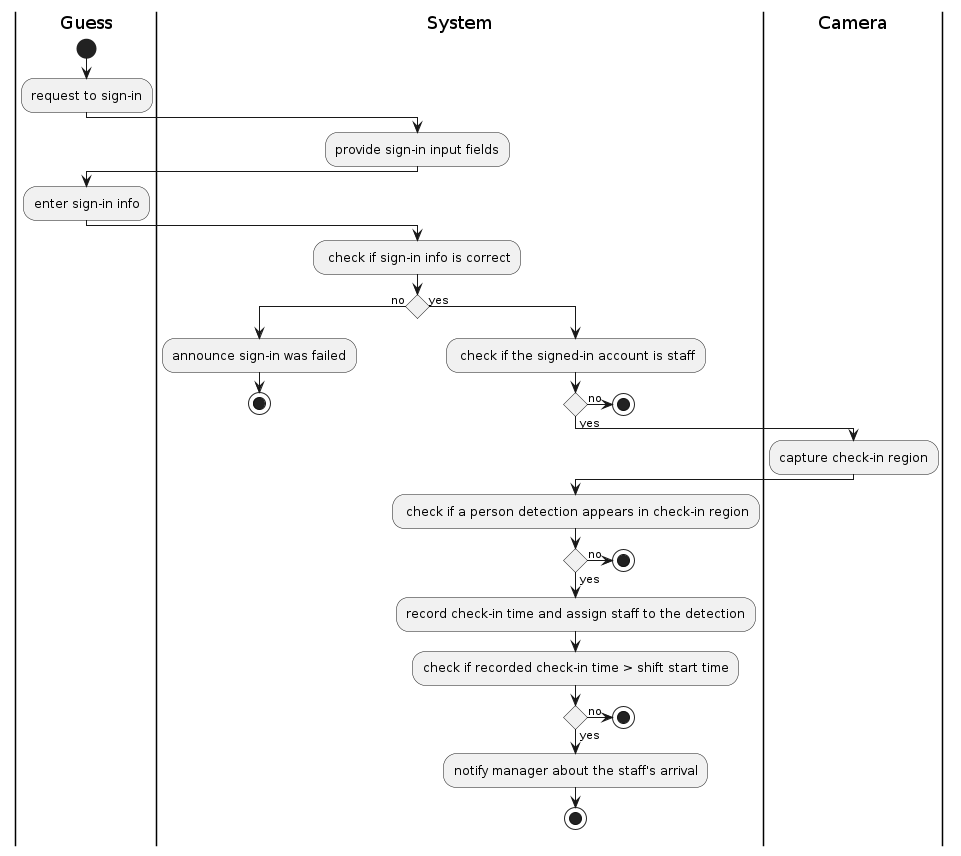 Guess
System
Camera
request to sign-in
provide sign-in input fields
enter sign-in info
check if sign-in info is correct
no
yes
announce sign-in was failed
check if the signed-in account is staff
no
yes
capture check-in region
check if a person detection appears in check-in region
no
yes
record check-in time and assign staff to the detection
check if recorded check-in time > shift start time
no
yes
notify manager about the staff's arrival